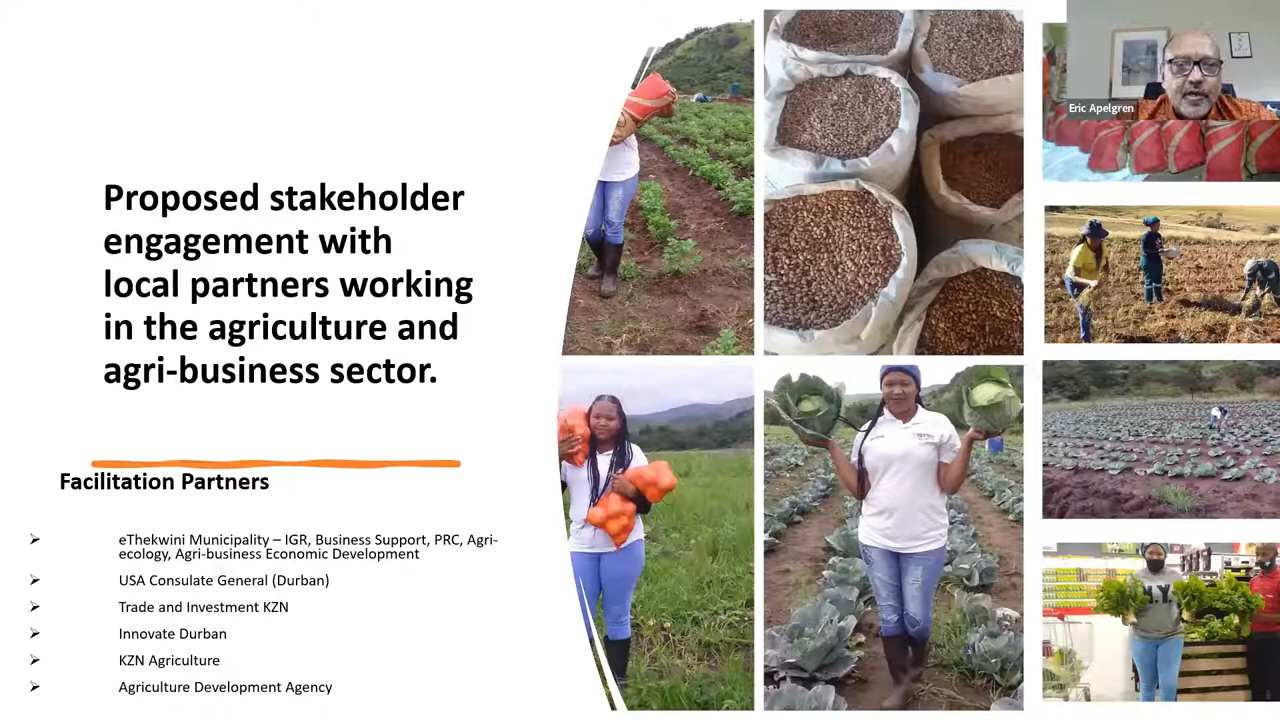 Eric Apelgren
Proposed stakeholder
engagement with
local partners working
in the agriculture and
agri-business sector.
Facilitation Partners
eThekwini Municipality – IGR, Business Support, PRC, Agri-
ecology, Agri-business Economic Development
USA Consulate General (Durban)
Trade and Investment KZN
Innovate Durban
KZN Agriculture
Agriculture Development Agency